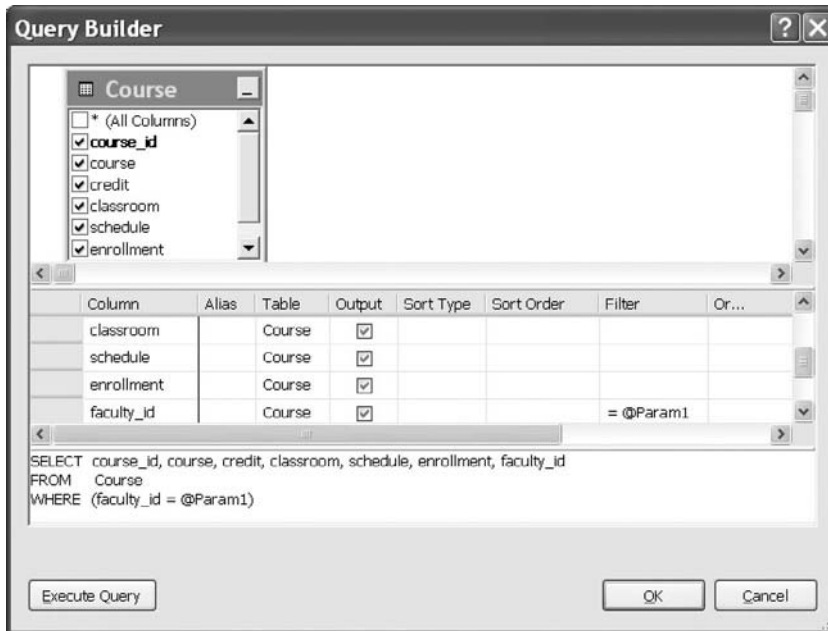 Query Builder
Course
* (All Columns)
course_id
course
credit
classroom
schedule
enrollment
Column Alias Table Output Sort Type Sort Order Filter Or...
classroom Course
schedule Course
enrollment Course
faculty_id Course = @Param1
SELECT course_id, course, credit, classroom, schedule, enrollment, faculty_id
FROM Course
WHERE (faculty_id = @Param1)
Execute Query OK Cancel